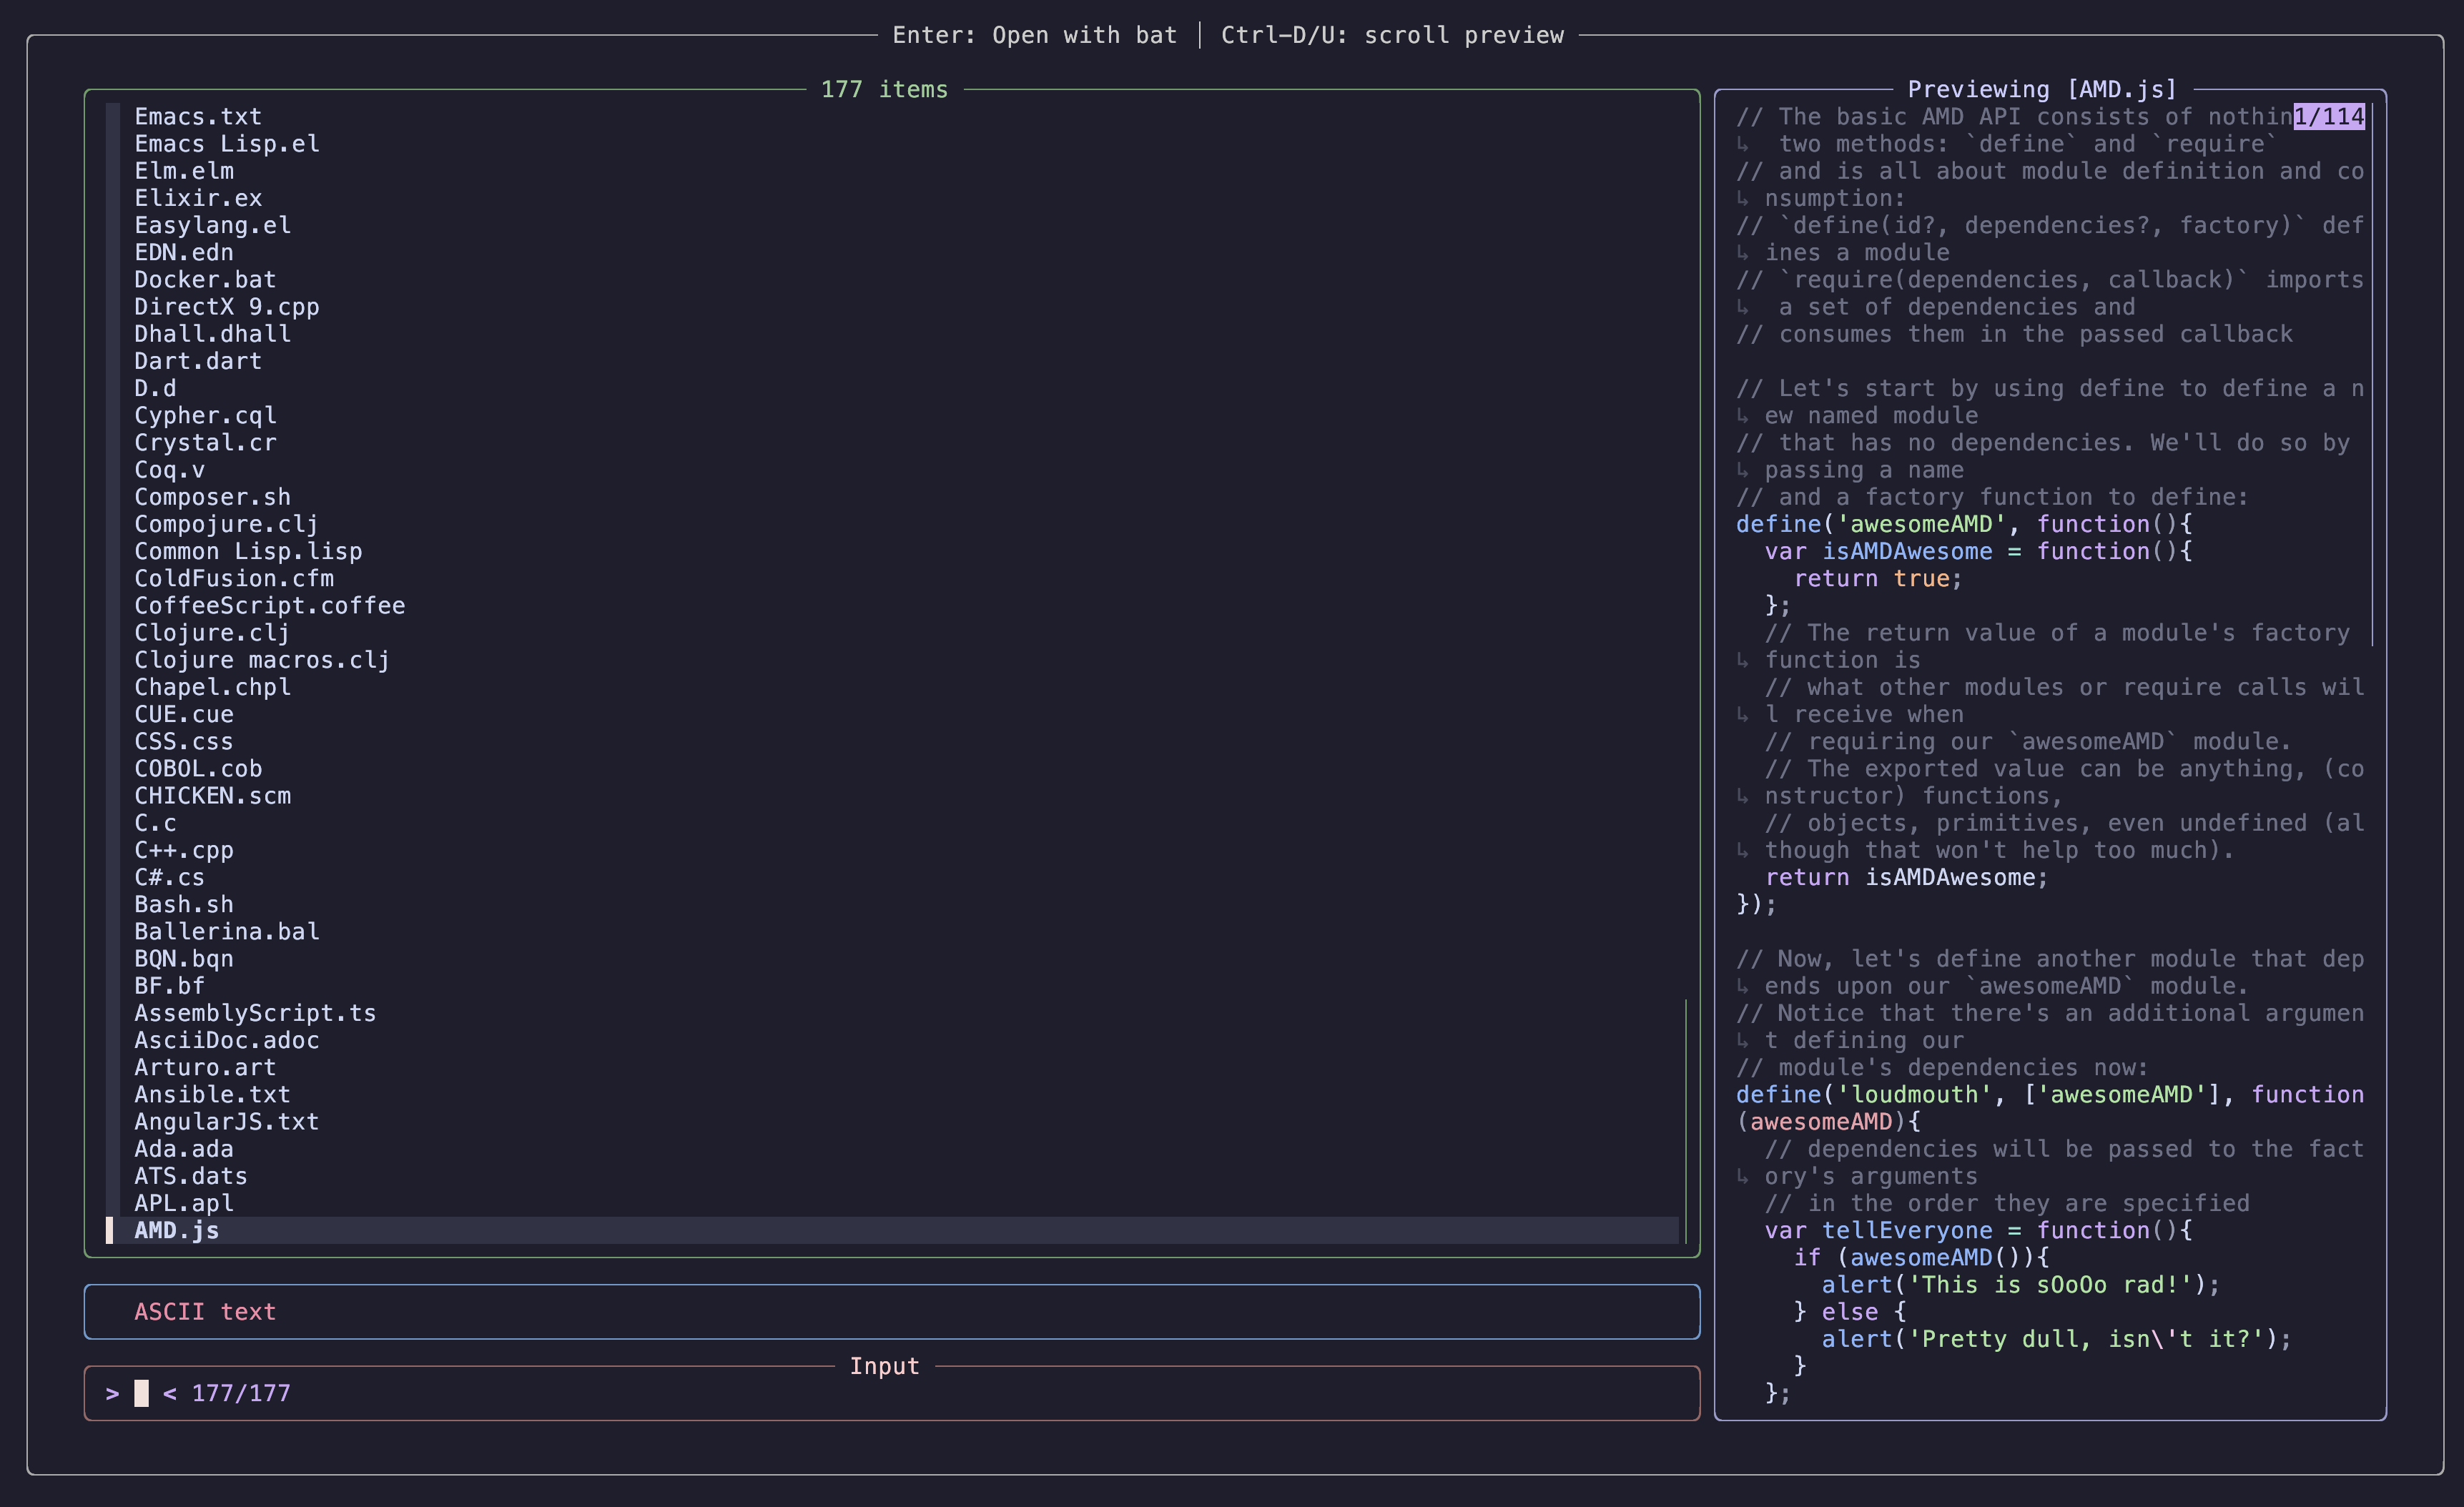 Enter: Open with bat │ Ctrl-D/U: scroll preview
177 items
Emacs.txt
Emacs Lisp.el
Elm.elm
Elixir.ex
Easylang.el
EDN.edn
Docker.bat
DirectX 9.cpp
Dhall.dhall
Dart.dart
D.d
Cypher.cql
Crystal.cr
Coq.v
Composer.sh
Compojure.clj
Common Lisp.lisp
ColdFusion.cfm
CoffeeScript.coffee
Clojure.clj
Clojure macros.clj
Chapel.chpl
CUE.cue
CSS.css
COBOL.cob
CHICKEN.scm
C.c
C++.cpp
C#.cs
Bash.sh
Ballerina.bal
BQN.bqn
BF.bf
AssemblyScript.ts
AsciiDoc.adoc
Arturo.art
Ansible.txt
AngularJS.txt
Ada.ada
ATS.dats
APL.apl
AMD.js
ASCII text
Input
> < 177/177
Previewing [AMD.js]
// The basic AMD API consists of nothin1/114
↳  two methods: `define` and `require`
// and is all about module definition and co
↳ nsumption:
// `define(id?, dependencies?, factory)` def
↳ ines a module
// `require(dependencies, callback)` imports
↳  a set of dependencies and
// consumes them in the passed callback
// Let's start by using define to define a n
↳ ew named module
// that has no dependencies. We'll do so by
↳ passing a name
// and a factory function to define:
define('awesomeAMD', function(){
  var isAMDAwesome = function(){
    return true;
  };
  // The return value of a module's factory
↳ function is
  // what other modules or require calls wil
↳ l receive when
  // requiring our `awesomeAMD` module.
  // The exported value can be anything, (co
↳ nstructor) functions,
  // objects, primitives, even undefined (al
↳ though that won't help too much).
  return isAMDAwesome;
});
// Now, let's define another module that dep
↳ ends upon our `awesomeAMD` module.
// Notice that there's an additional argumen
↳ t defining our
// module's dependencies now:
define('loudmouth', ['awesomeAMD'], function
(awesomeAMD){
  // dependencies will be passed to the fact
↳ ory's arguments
  // in the order they are specified
  var tellEveryone = function(){
    if (awesomeAMD()){
      alert('This is sOoOo rad!');
    } else {
      alert('Pretty dull, isn\'t it?');
    }
  };